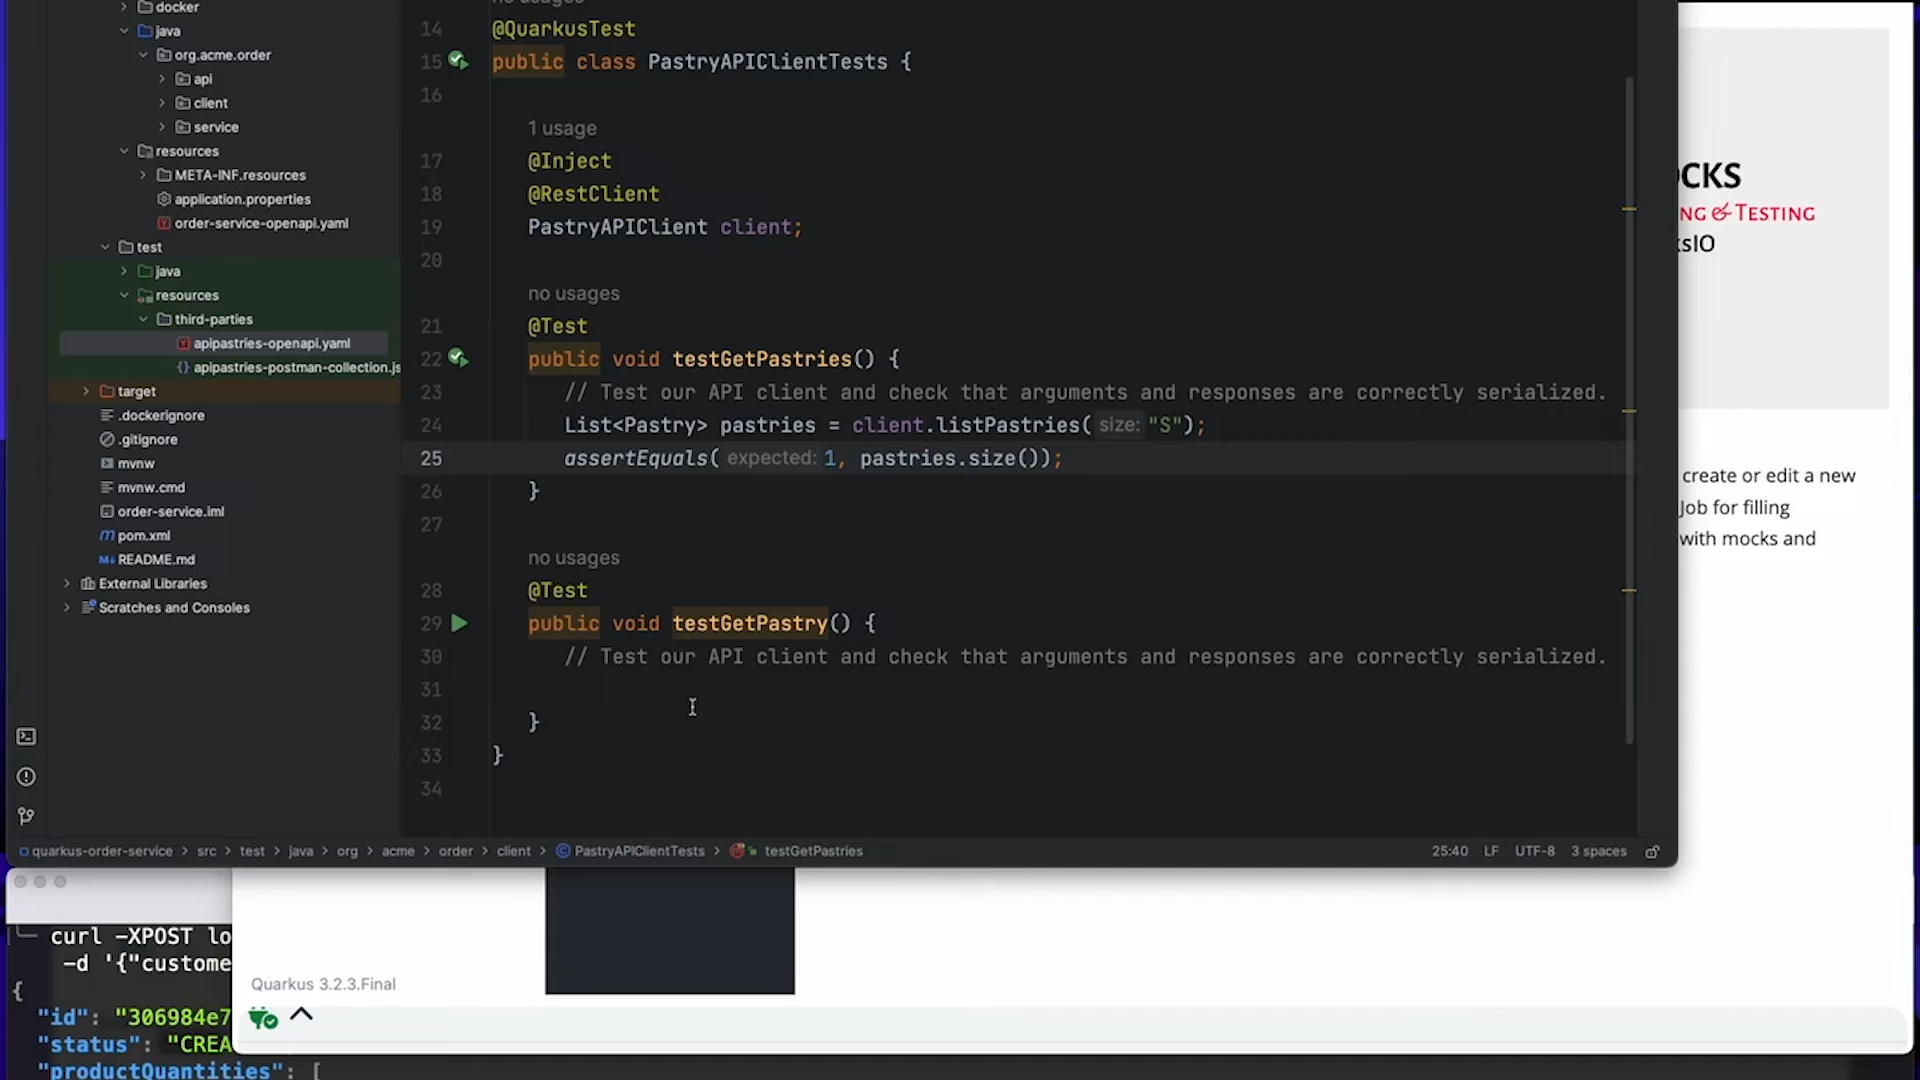 docker
java
org.acme.order
api
client
service
resources
META-INF.resources
application.properties
order-service-openapi.yaml
test
java
resources
third-parties
apipastries-openapi.yaml
apipastries-postman-collection.js
target
.dockerignore
.gitignore
mvnw
mvnw.cmd
order-service.iml
pom.xml
README.md
External Libraries
Scratches and Consoles
no usages
14 @QuarkusTest
15 public class PastryAPIClientTests {
16
1 usage
17 @Inject
18 @RestClient
19 PastryAPIClient client;
20
no usages
21 @Test
22 public void testGetPastries() {
23 // Test our API client and check that arguments and responses are correctly serialized.
24 List<Pastry> pastries = client.listPastries( size: "S");
25 assertEquals( expected: 1, pastries.size());
26 }
27
no usages
28 @Test
29 public void testGetPastry() {
30 // Test our API client and check that arguments and responses are correctly serialized.
31
32 }
33 }
34
quarkus-order-service > src > test > java > org > acme > order > client > PastryAPIClientTests > testGetPastries
25:40 LF UTF-8 3 spaces
OCKS
NG & TESTING
ksIO
create or edit a new
Job for filling
with mocks and
curl -XPOST lo
-d '{"custome
{
"id": "306984e7
"status": "CREA
"productQuantities": [
Quarkus 3.2.3.Final